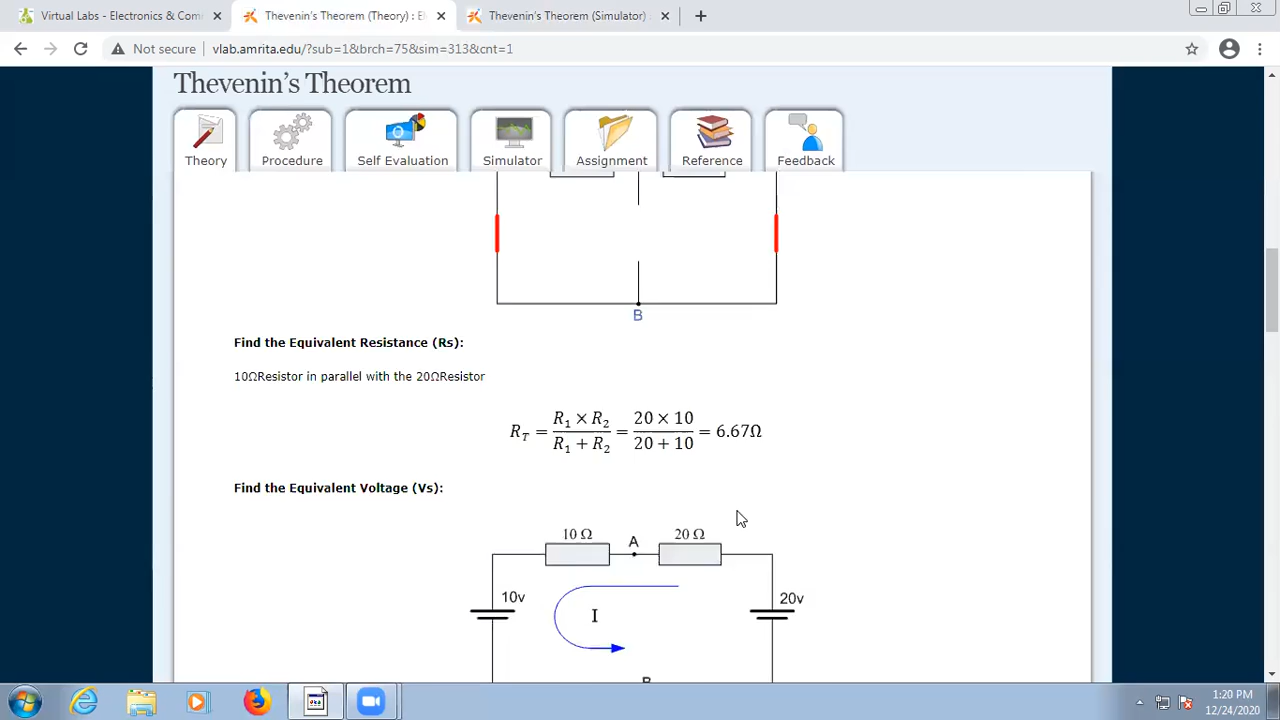 Virtual Labs - Electronics & Comm
Thevenin's Theorem (Theory) : El
Thevenin's Theorem (Simulator)
Not secure
vlab.amrita.edu/?sub=1&brch=75&sim=313&cnt=1
Thevenin's Theorem
Theory
Procedure
Self Evaluation
Simulator
Assignment
Reference
Feedback
B
Find the Equivalent Resistance (Rs):
10ΩResistor in parallel with the 20ΩResistor
R_T = (R_1 × R_2)/(R_1 + R_2) = (20 × 10)/(20 + 10) = 6.67Ω
Find the Equivalent Voltage (Vs):
10 Ω
A
20 Ω
10v
I
20v
B
1:20 PM
12/24/2020